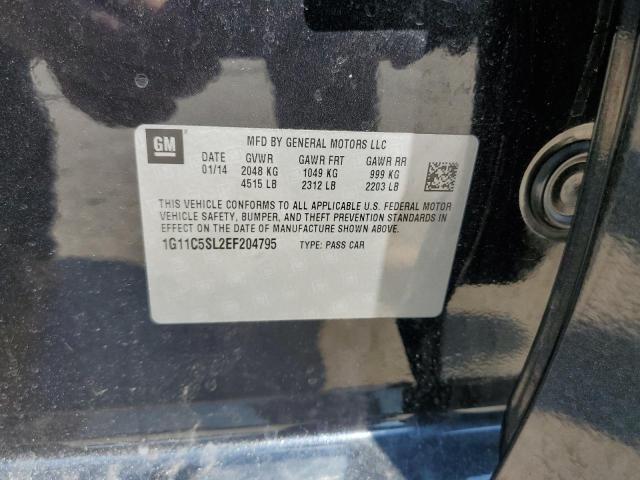 GM
MFD BY GENERAL MOTORS LLC
DATE GVWR GAWR FRT GAWR RR
01/14 2048 KG 1049 KG 999 KG
4515 LB 2312 LB 2203 LB
THIS VEHICLE CONFORMS TO ALL APPLICABLE U.S. FEDERAL MOTOR
VEHICLE SAFETY, BUMPER, AND THEFT PREVENTION STANDARDS IN
EFFECT ON THE DATE OF MANUFACTURE SHOWN ABOVE.
1G11C5SL2EF204795 TYPE: PASS CAR